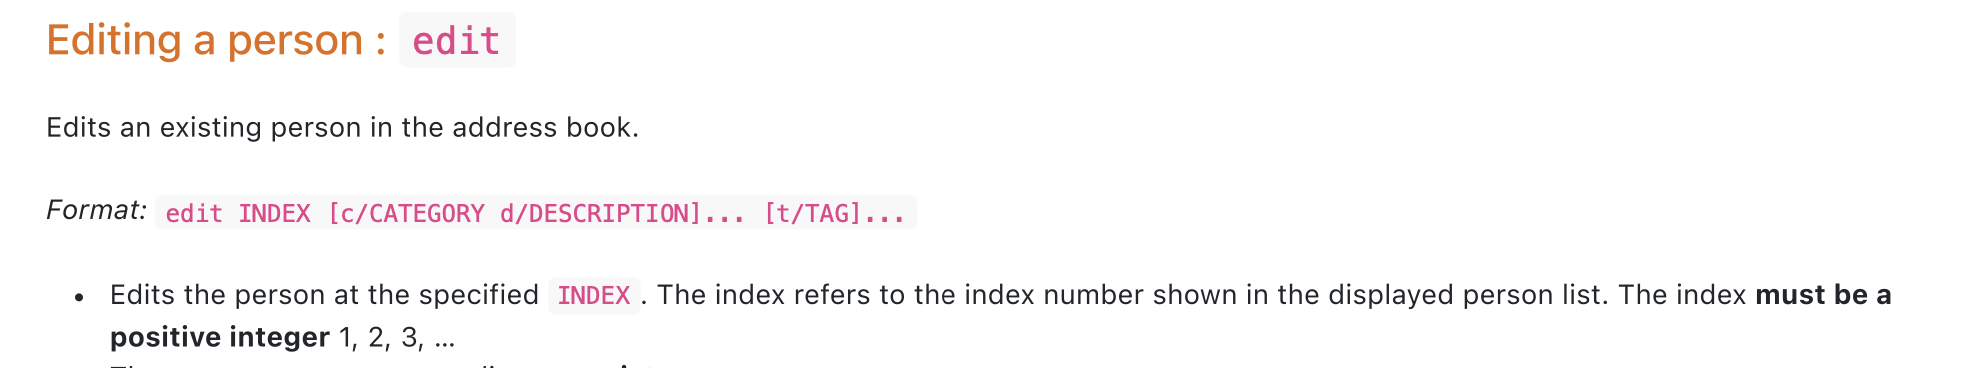 Editing a person : edit
Edits an existing person in the address book.
Format: edit INDEX [c/CATEGORY d/DESCRIPTION]... [t/TAG]...
• Edits the person at the specified INDEX. The index refers to the index number shown in the displayed person list. The index must be a
positive integer 1, 2, 3, …